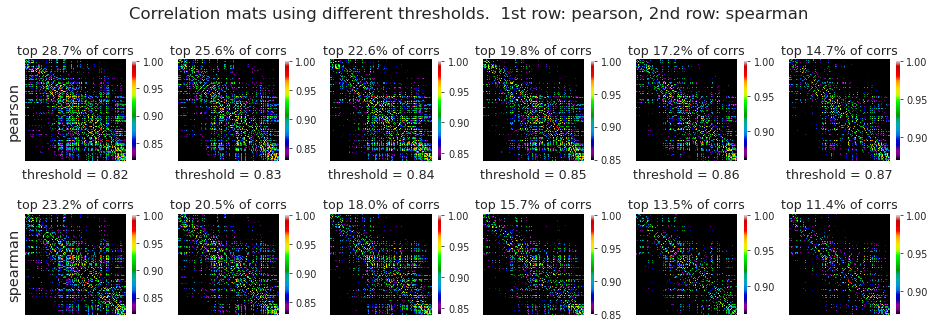 Correlation mats using different thresholds.  1st row: pearson, 2nd row: spearman
top 28.7% of corrs
top 25.6% of corrs
top 22.6% of corrs
top 19.8% of corrs
top 17.2% of corrs
top 14.7% of corrs
pearson
1.00
0.95
0.90
0.85
1.00
0.95
0.90
0.85
1.00
0.95
0.90
0.85
1.00
0.95
0.90
0.85
1.00
0.95
0.90
1.00
0.95
0.90
threshold = 0.82
threshold = 0.83
threshold = 0.84
threshold = 0.85
threshold = 0.86
threshold = 0.87
top 23.2% of corrs
top 20.5% of corrs
top 18.0% of corrs
top 15.7% of corrs
top 13.5% of corrs
top 11.4% of corrs
spearman
1.00
0.95
0.90
0.85
1.00
0.95
0.90
0.85
1.00
0.95
0.90
0.85
1.00
0.95
0.90
0.85
1.00
0.95
0.90
1.00
0.95
0.90